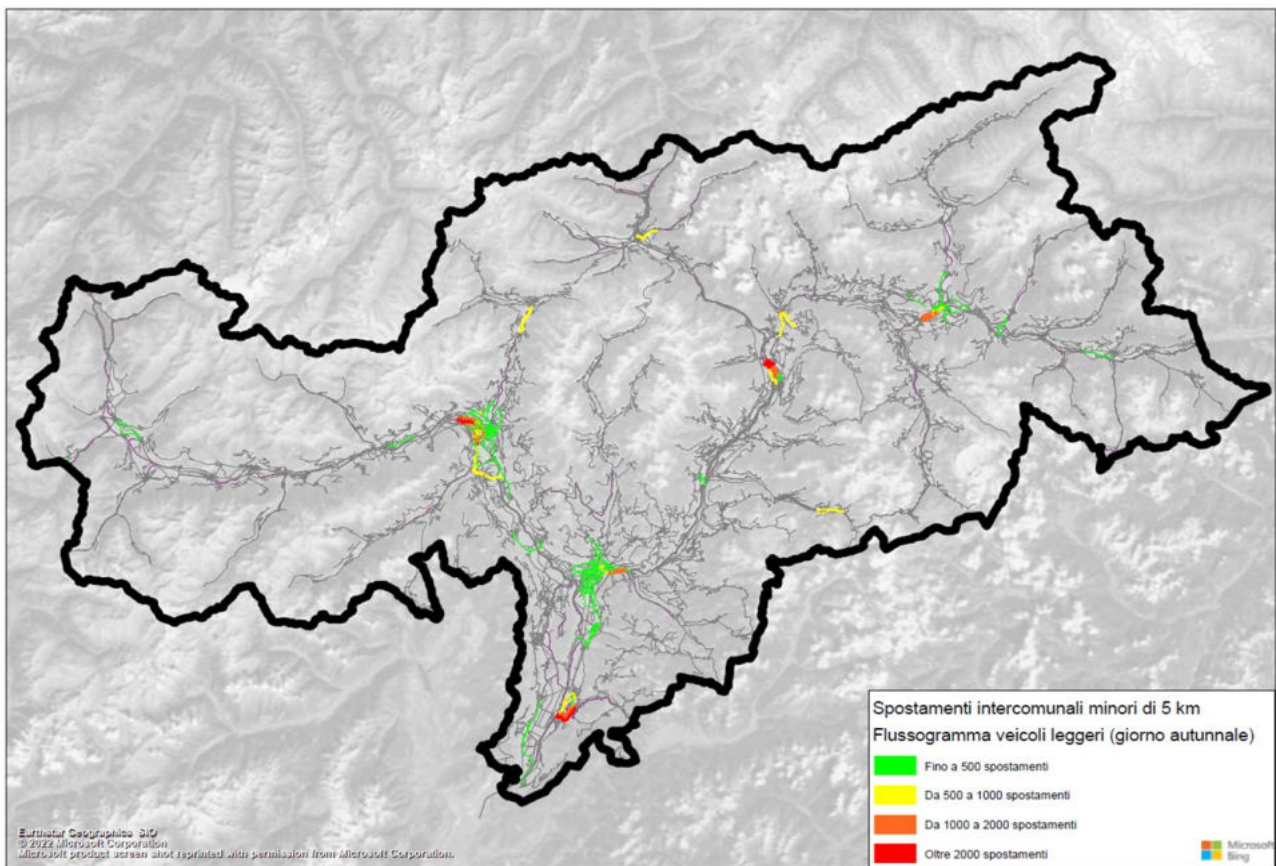 Spostamenti intercomunali minori di 5 km
Flussogramma veicoli leggeri (giorno autunnale)
Fino a 500 spostamenti
Da 500 a 1000 spostamenti
Da 1000 a 2000 spostamenti
Oltre 2000 spostamenti
Earthstar Geographics SIO
© 2022 Microsoft Corporation
Microsoft product screen shot reprinted with permission from Microsoft Corporation.
Microsoft
Bing